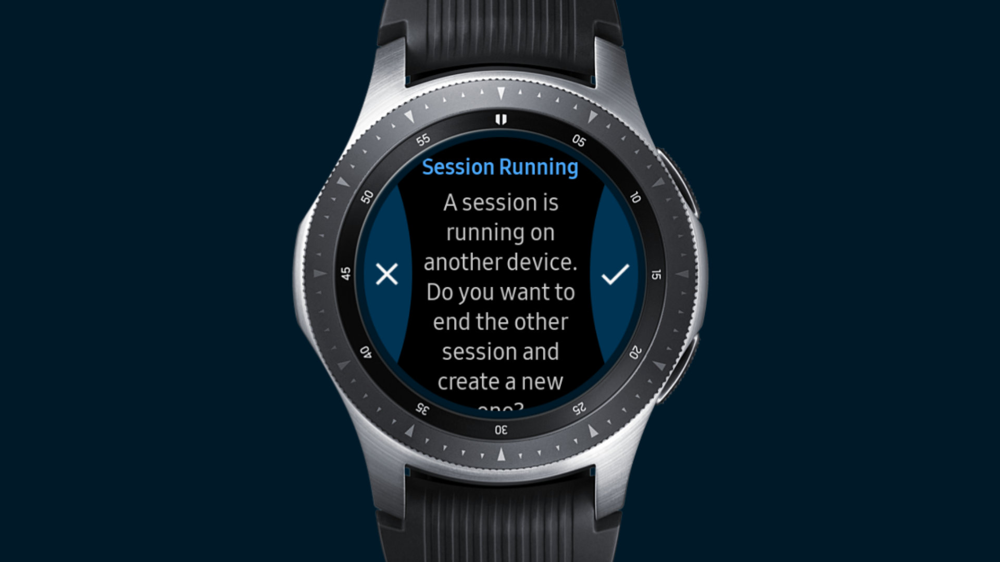 Session Running
A session is
running on
another device.
Do you want to
end the other
session and
create a new
one?
05
10
15
20
25
30
35
40
45
50
55